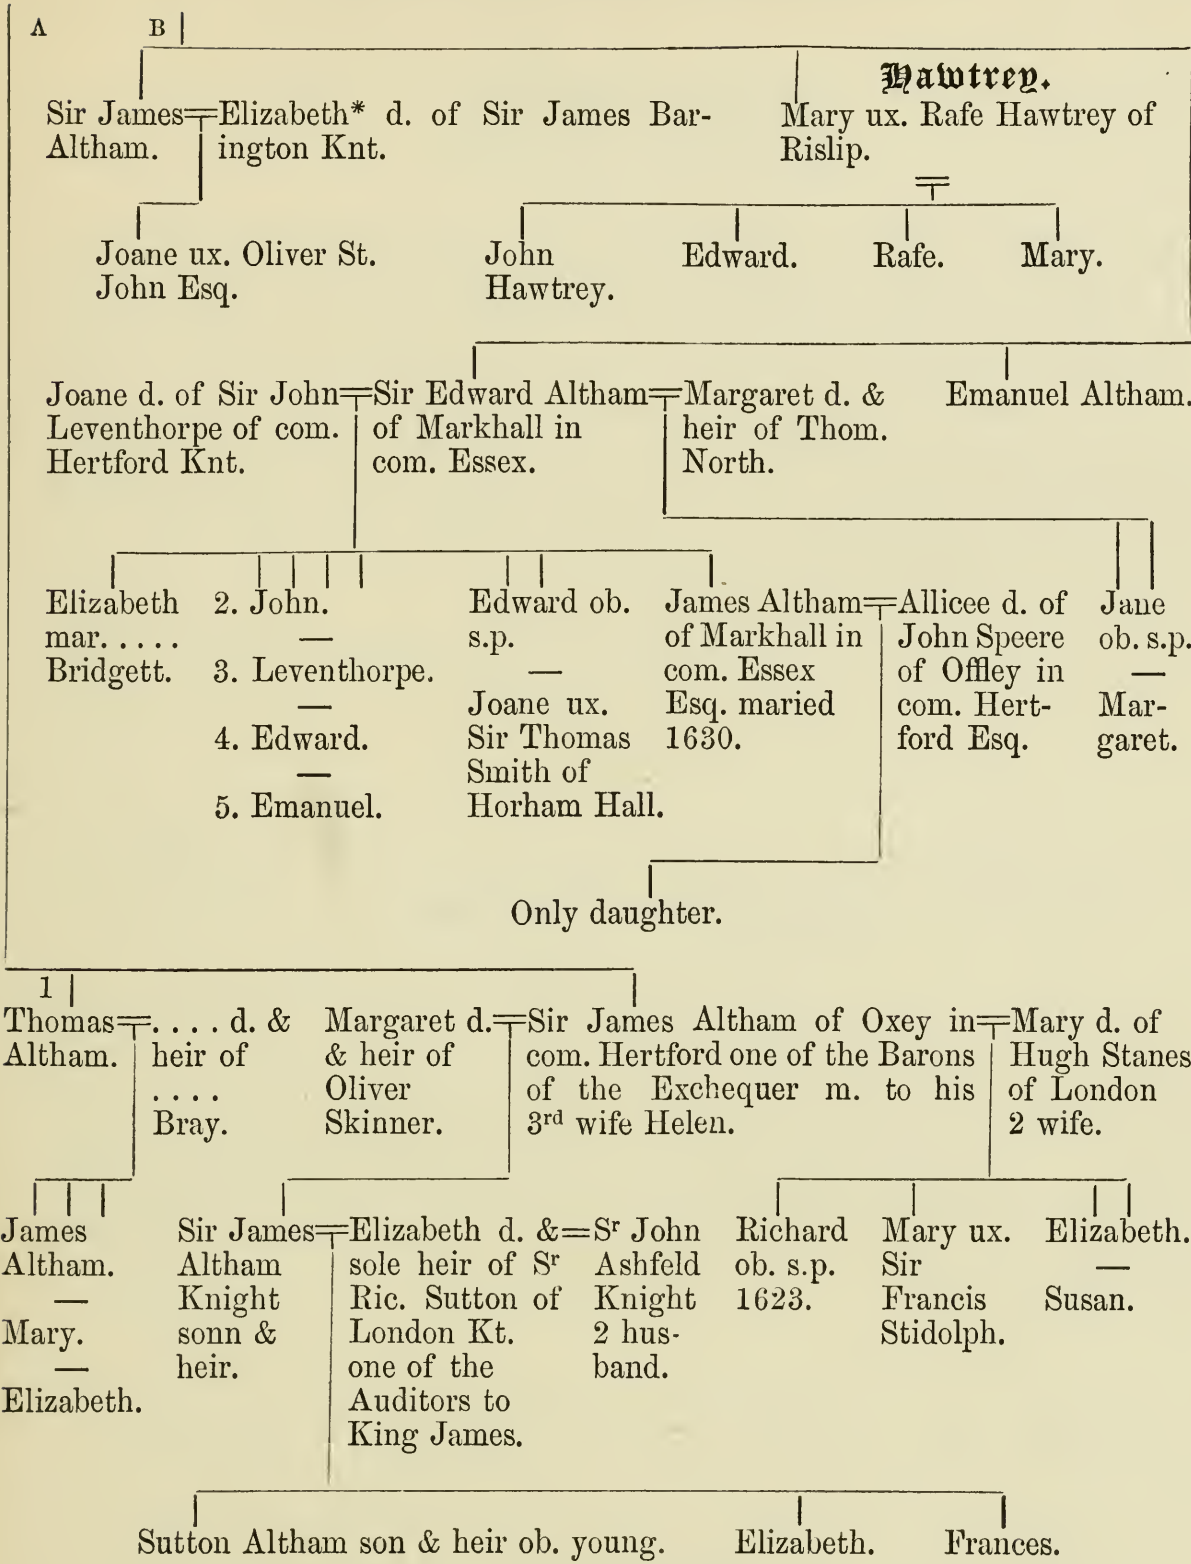 A B
Hawtrey.
Sir James=Elizabeth* d. of Sir James Bar-
Altham. ington Knt.
Mary ux. Rafe Hawtrey of
Rislip.
Joane ux. Oliver St.
John Esq.
John
Hawtrey.
Edward.
Rafe.
Mary.
Joane d. of Sir John=Sir Edward Altham=Margaret d. &
Leventhorpe of com. of Markhall in heir of Thom.
Hertford Knt. com. Essex. North.
Emanuel Altham.
Elizabeth
mar. . . . .
Bridgett.
2. John.
—
3. Leventhorpe.
—
4. Edward.
—
5. Emanuel.
Edward ob.
s.p.
—
Joane ux.
Sir Thomas
Smith of
Horham Hall.
James Altham=Allicee d. of
of Markhall in John Speere
com. Essex of Offley in
Esq. maried com. Hert-
1630. ford Esq.
Jane
ob. s.p.
—
Mar-
garet.
Only daughter.
1
Thomas=. . . . d. &
Altham. heir of
. . . .
Bray.
Margaret d.=Sir James Altham of Oxey in=Mary d. of
& heir of com. Hertford one of the Barons Hugh Stanes
Oliver of the Exchequer m. to his of London
Skinner. 3rd wife Helen. 2 wife.
James
Altham.
—
Mary.
—
Elizabeth.
Sir James=Elizabeth d. &=Sr John
Altham sole heir of Sr Ashfeld
Knight Ric. Sutton of Knight
sonn & London Kt. 2 hus-
heir. one of the band.
Auditors to
King James.
Richard
ob. s.p.
1623.
Mary ux.
Sir
Francis
Stidolph.
Elizabeth.
—
Susan.
Sutton Altham son & heir ob. young. Elizabeth. Frances.